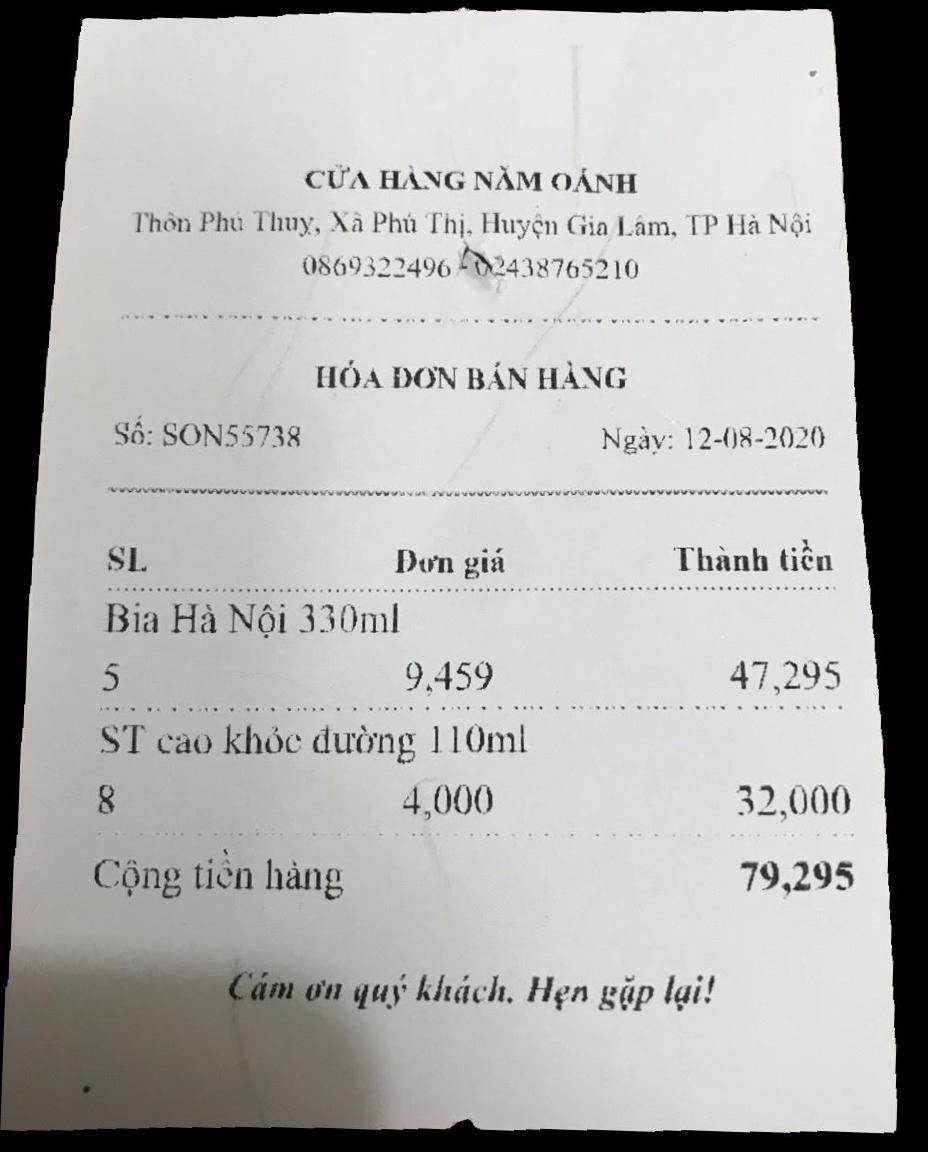 CỬA HÀNG NĂM OÁNH
Thôn Phú Thuỵ, Xã Phú Thị, Huyện Gia Lâm, TP Hà Nội
0869322496 - 02438765210
HÓA ĐƠN BÁN HÀNG
Số: SON55738 Ngày: 12-08-2020
SL Đơn giá Thành tiền
Bia Hà Nội 330ml
5 9,459 47,295
ST cao khỏe đường 110ml
8 4,000 32,000
Cộng tiền hàng 79,295
Cám ơn quý khách. Hẹn gặp lại!